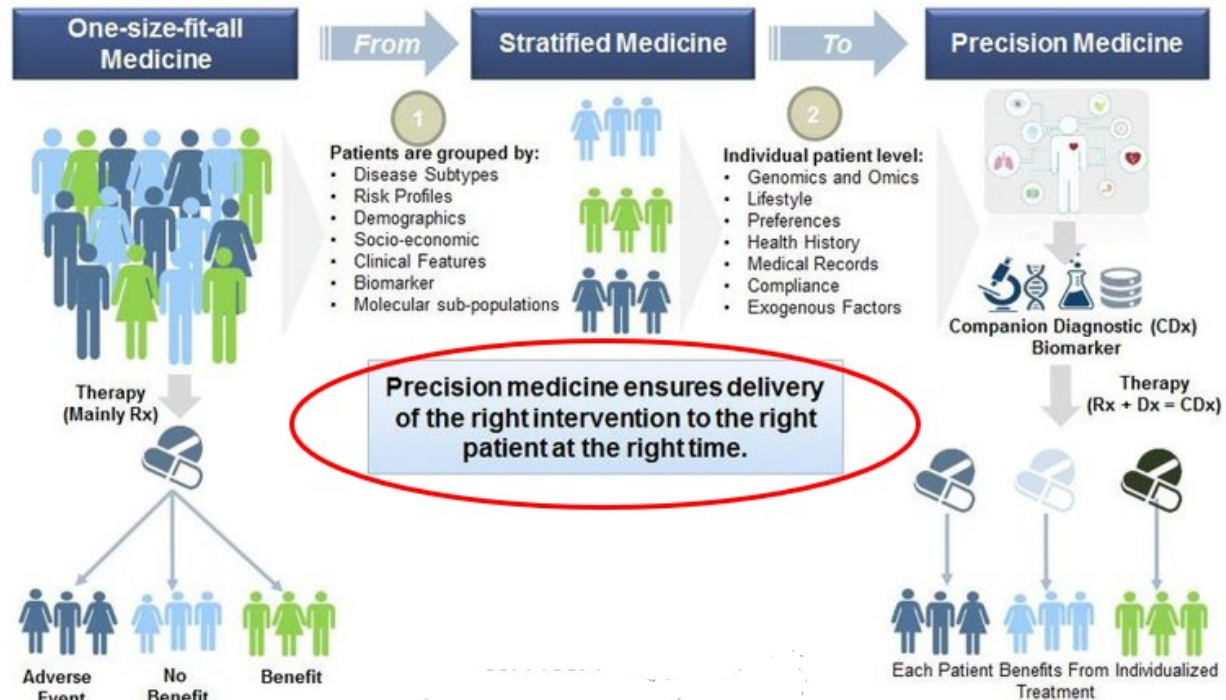 One-size-fit-all
Medicine
From
Stratified Medicine
To
Precision Medicine
1
Patients are grouped by:
• Disease Subtypes
• Risk Profiles
• Demographics
• Socio-economic
• Clinical Features
• Biomarker
• Molecular sub-populations
2
Individual patient level:
• Genomics and Omics
• Lifestyle
• Preferences
• Health History
• Medical Records
• Compliance
• Exogenous Factors
Companion Diagnostic (CDx)
Biomarker
Therapy
(Mainly Rx)
Precision medicine ensures delivery
of the right intervention to the right
patient at the right time.
Therapy
(Rx + Dx = CDx)
Adverse
Event
No
Benefit
Benefit
Each Patient Benefits From Individualized
Treatment